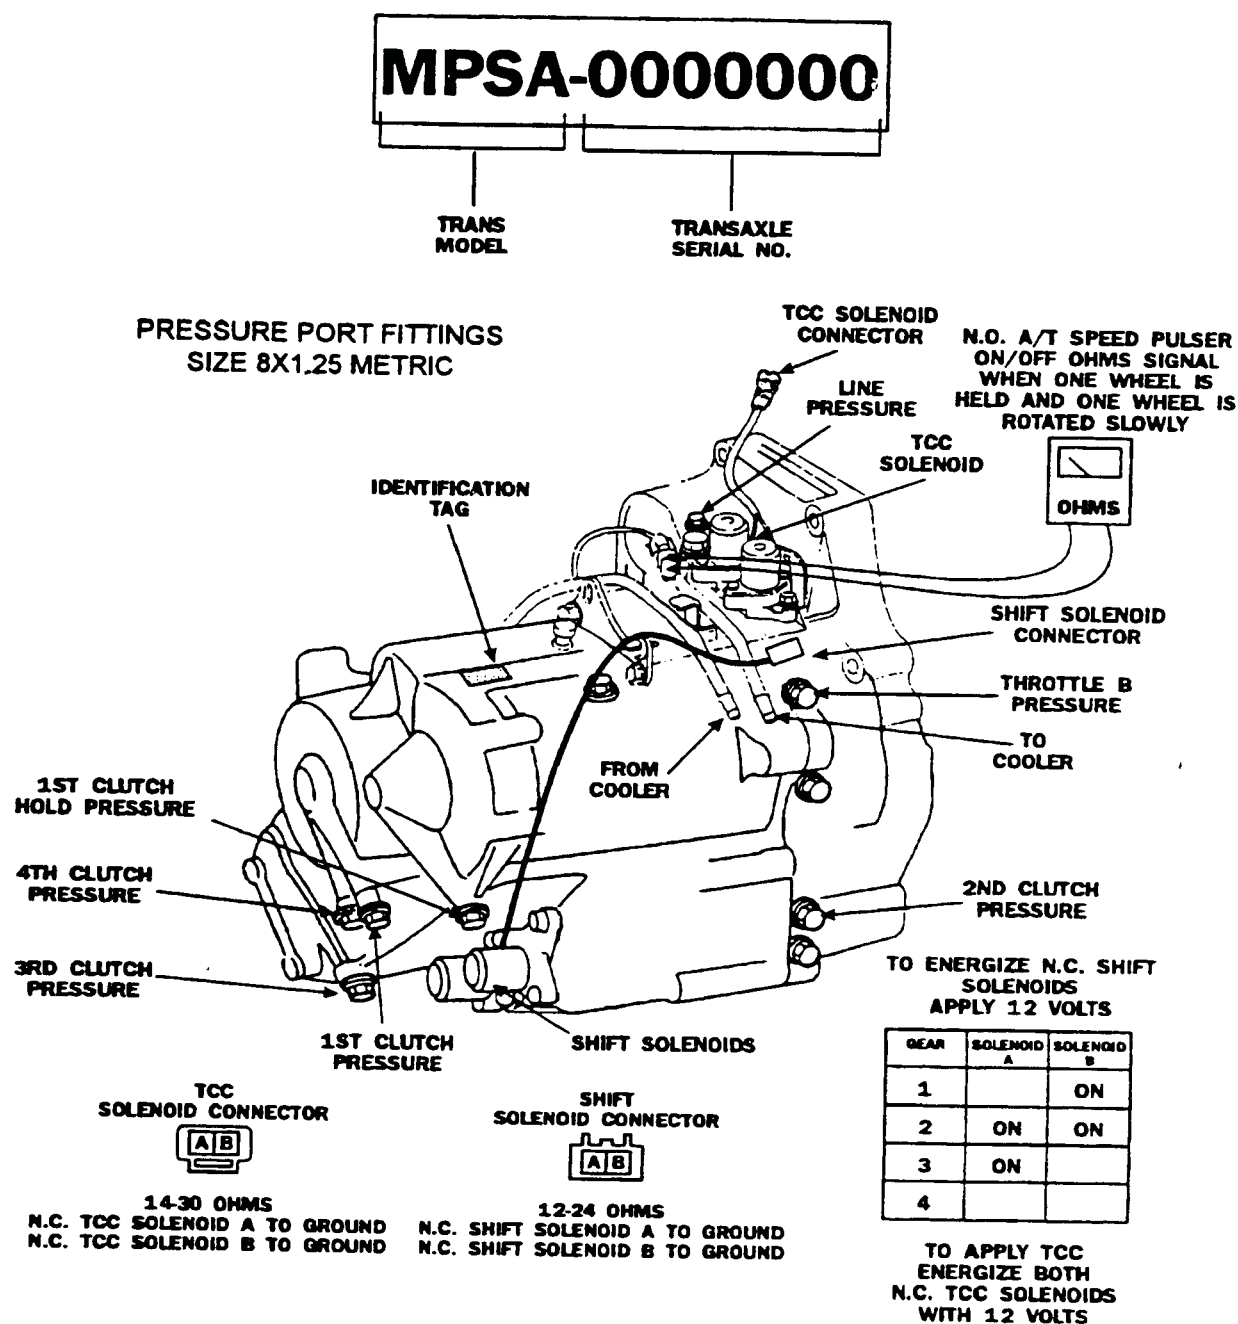 MPSA-0000000
TRANS
MODEL
TRANSAXLE
SERIAL NO.
PRESSURE PORT FITTINGS
SIZE 8X1.25 METRIC
TCC SOLENOID
CONNECTOR
N.O. A/T SPEED PULSER
ON/OFF OHMS SIGNAL
WHEN ONE WHEEL IS
HELD AND ONE WHEEL IS
ROTATED SLOWLY
LINE
PRESSURE
TCC
SOLENOID
OHMS
IDENTIFICATION
TAG
SHIFT SOLENOID
CONNECTOR
THROTTLE B
PRESSURE
TO
COOLER
FROM
COOLER
1ST CLUTCH
HOLD PRESSURE
4TH CLUTCH
PRESSURE
2ND CLUTCH
PRESSURE
3RD CLUTCH
PRESSURE
1ST CLUTCH
PRESSURE
SHIFT SOLENOIDS
TO ENERGIZE N.C. SHIFT
SOLENOIDS
APPLY 12 VOLTS
GEAR SOLENOID A SOLENOID B
1 ON
2 ON ON
3 ON
4
TO APPLY TCC
ENERGIZE BOTH
N.C. TCC SOLENOIDS
WITH 12 VOLTS
TCC
SOLENOID CONNECTOR
A B
14-30 OHMS
N.C. TCC SOLENOID A TO GROUND
N.C. TCC SOLENOID B TO GROUND
SHIFT
SOLENOID CONNECTOR
A B
12-24 OHMS
N.C. SHIFT SOLENOID A TO GROUND
N.C. SHIFT SOLENOID B TO GROUND